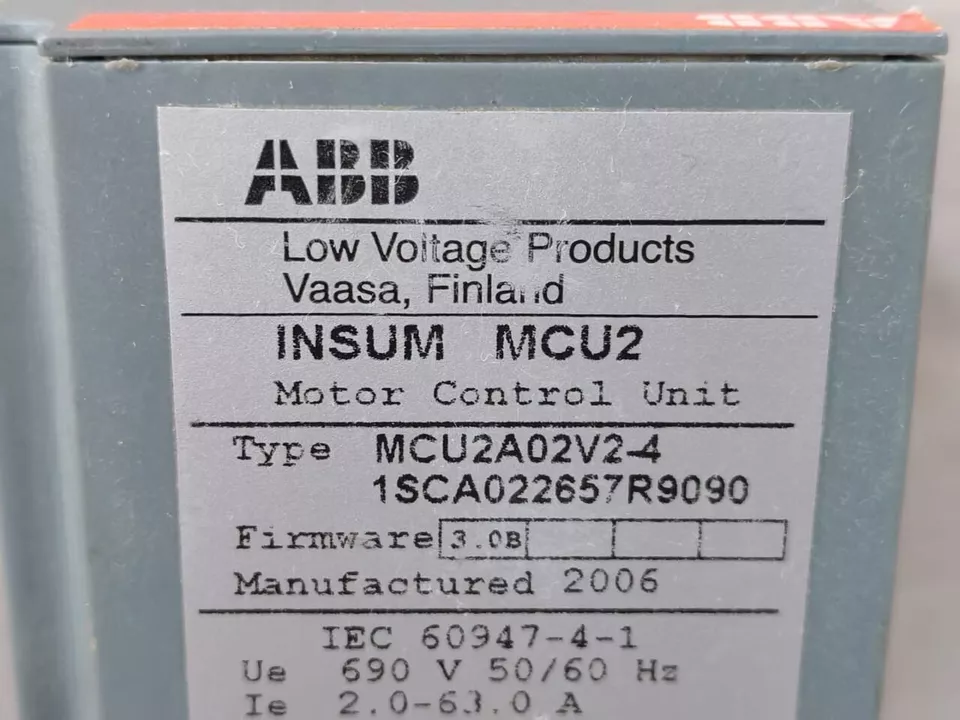 ABB
Low Voltage Products
Vaasa, Finland
INSUM MCU2
Motor Control Unit
Type MCU2A02V2-4
1SCA022657R9090
Firmware 3.0B
Manufactured 2006
IEC 60947-4-1
Ue 690 V 50/60 Hz
Ie 2.0-63.0 A